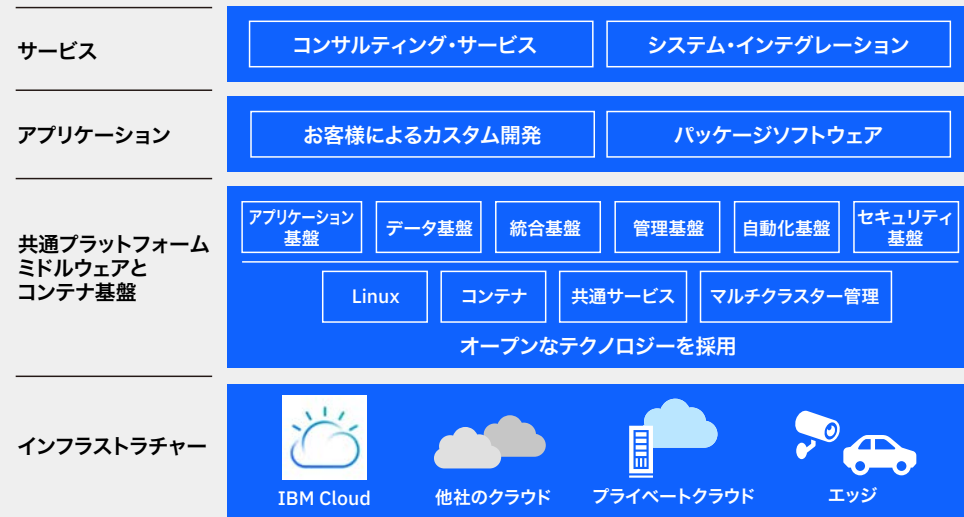 サービス
コンサルティング・サービス
システム・インテグレーション
アプリケーション
お客様によるカスタム開発
パッケージソフトウェア
共通プラットフォーム
ミドルウェアと
コンテナ基盤
アプリケーション
基盤
データ基盤
統合基盤
管理基盤
自動化基盤
セキュリティ
基盤
Linux
コンテナ
共通サービス
マルチクラスター管理
オープンなテクノロジーを採用
インフラストラチャー
IBM Cloud
他社のクラウド
プライベートクラウド
エッジ